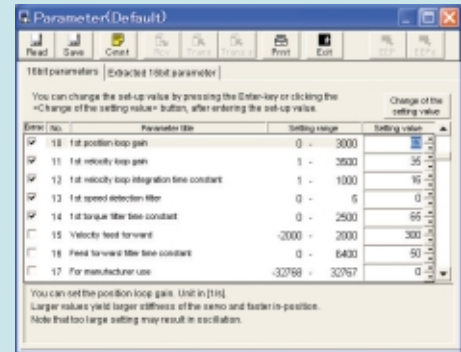 Parameter(Default)
Read Save Cmnt Rcv Trans Print Exit EEP
16bit parameters Extracted 16bit parameter
You can change the set-up value by pressing the Enter-key or clicking the
«Change of the setting value» button, after entering the set-up value.
Change of the
setting value
No. Parameter title Setting range Setting value
10 1st position loop gain 0 - 3000 63
11 1st velocity loop gain 1 - 3500 35
12 1st velocity loop integration time constant 1 - 1000 16
13 1st speed detection filter 0 - 5 0
14 1st torque filter time constant 0 - 2500 65
15 Velocity feed forward -2000 - 2000 300
16 Feed forward filter time constant 0 - 6400 50
17 For manufacturer use -32768 - 32767 0
You can set the position loop gain. Unit in [1/s].
Larger values yield larger stiffness of the servo and faster in-position.
Note that too large setting may result in oscillation.